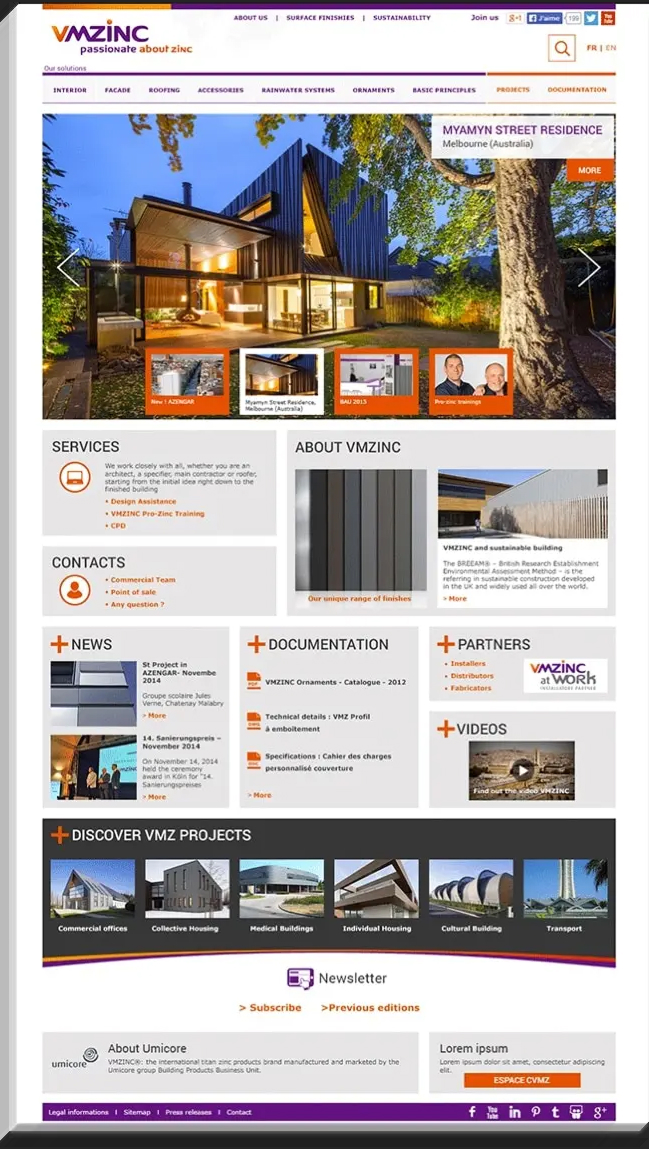 ABOUT US | SURFACE FINISHIES | SUSTAINABILITY
Join us
g+1 J'aime 199
You Tube
VMZINC
passionate about zinc
FR | EN
Our solutions
INTERIOR FACADE ROOFING ACCESSORIES RAINWATER SYSTEMS ORNAMENTS BASIC PRINCIPLES PROJECTS DOCUMENTATION
MYAMYN STREET RESIDENCE
Melbourne (Australia)
MORE
New ! AZENGAR
Myamyn Street Residence,
Melbourne (Australia)
BAU 2015
Pro-zinc trainings
SERVICES
We work closely with all, whether you are an
architect, a specifier, main contractor or roofer,
starting from the initial idea right down to the
finished building
• Design Assistance
• VMZINC Pro-Zinc Training
• CPD
CONTACTS
• Commercial Team
• Point of sale
• Any question ?
ABOUT VMZINC
Our unique range of finishes
VMZINC and sustainable building
The BREEAM® – British Research Establishment
Environmental Assessment Method – is the
referring in sustainable construction developed
in the UK and widely used all over the world.
> More
+NEWS
St Project in
AZENGAR- Novembe
2014
Groupe scolaire Jules
Verne, Chatenay Malabry
> More
14. Sanierungspreis –
November 2014
On November 14, 2014
held the ceremony
award in Köln for "14.
Sanierungspreises
> More
+DOCUMENTATION
VMZINC Ornaments - Catalogue - 2012
Technical details : VMZ Profil
à emboitement
Specifications : Cahier des charges
personnalisé couverture
> More
+PARTNERS
• Installers
• Distributors
• Fabricators
VMZINC
at WORK
INSTALLATEURS PARTNER
+VIDEOS
Find out the video VMZINC
+DISCOVER VMZ PROJECTS
Commercial offices
Collective Housing
Medical Buildings
Individual Housing
Cultural Building
Transport
Newsletter
> Subscribe >Previous editions
umicore
About Umicore
VMZINC®: the international titan zinc products brand manufactured and marketed by the
Umicore group Building Products Business Unit.
Lorem ipsum
Lorem ipsum dolor sit amet, consectetur adipiscing
elit.
ESPACE CVMZ
Legal informations I Sitemap I Press releases I Contact
f You Tube in t g+